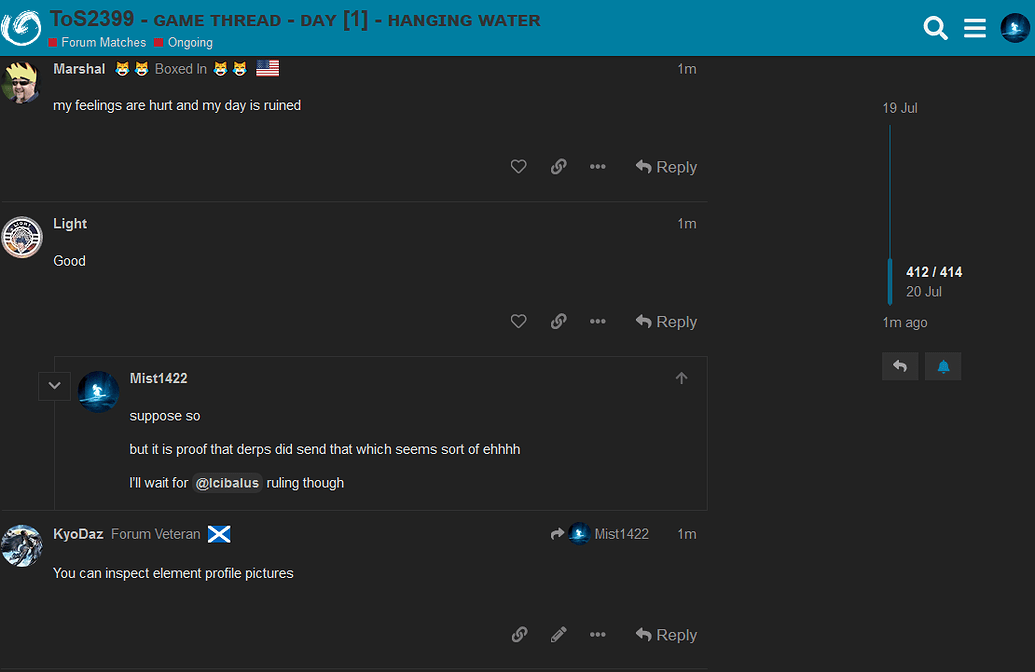 ToS2399 - GAME THREAD - DAY [1] - HANGING WATER
Forum Matches Ongoing
Marshal Boxed In 1m
my feelings are hurt and my day is ruined
Reply
19 Jul
Light 1m
Good
412 / 414
20 Jul
Reply
1m ago
Mist1422
suppose so
but it is proof that derps did send that which seems sort of ehhhh
I'll wait for @Icibalus ruling though
KyoDaz Forum Veteran Mist1422 1m
You can inspect element profile pictures
Reply